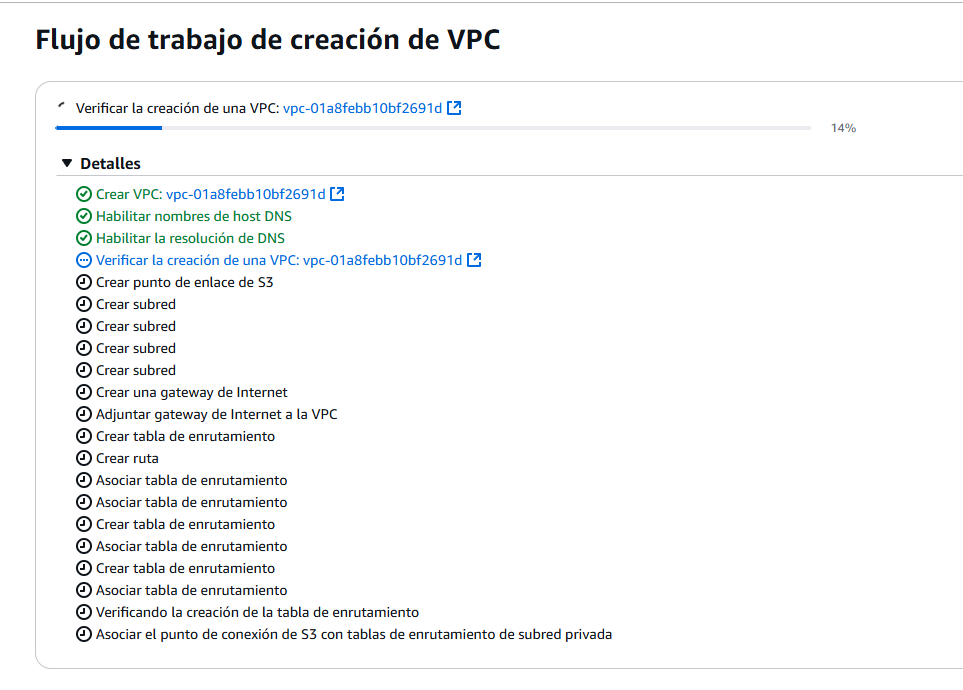 Flujo de trabajo de creación de VPC
Verificar la creación de una VPC: vpc-01a8febb10bf2691d
14%
Detalles
Crear VPC: vpc-01a8febb10bf2691d
Habilitar nombres de host DNS
Habilitar la resolución de DNS
Verificar la creación de una VPC: vpc-01a8febb10bf2691d
Crear punto de enlace de S3
Crear subred
Crear subred
Crear subred
Crear subred
Crear una gateway de Internet
Adjuntar gateway de Internet a la VPC
Crear tabla de enrutamiento
Crear ruta
Asociar tabla de enrutamiento
Asociar tabla de enrutamiento
Crear tabla de enrutamiento
Asociar tabla de enrutamiento
Crear tabla de enrutamiento
Asociar tabla de enrutamiento
Verificando la creación de la tabla de enrutamiento
Asociar el punto de conexión de S3 con tablas de enrutamiento de subred privada